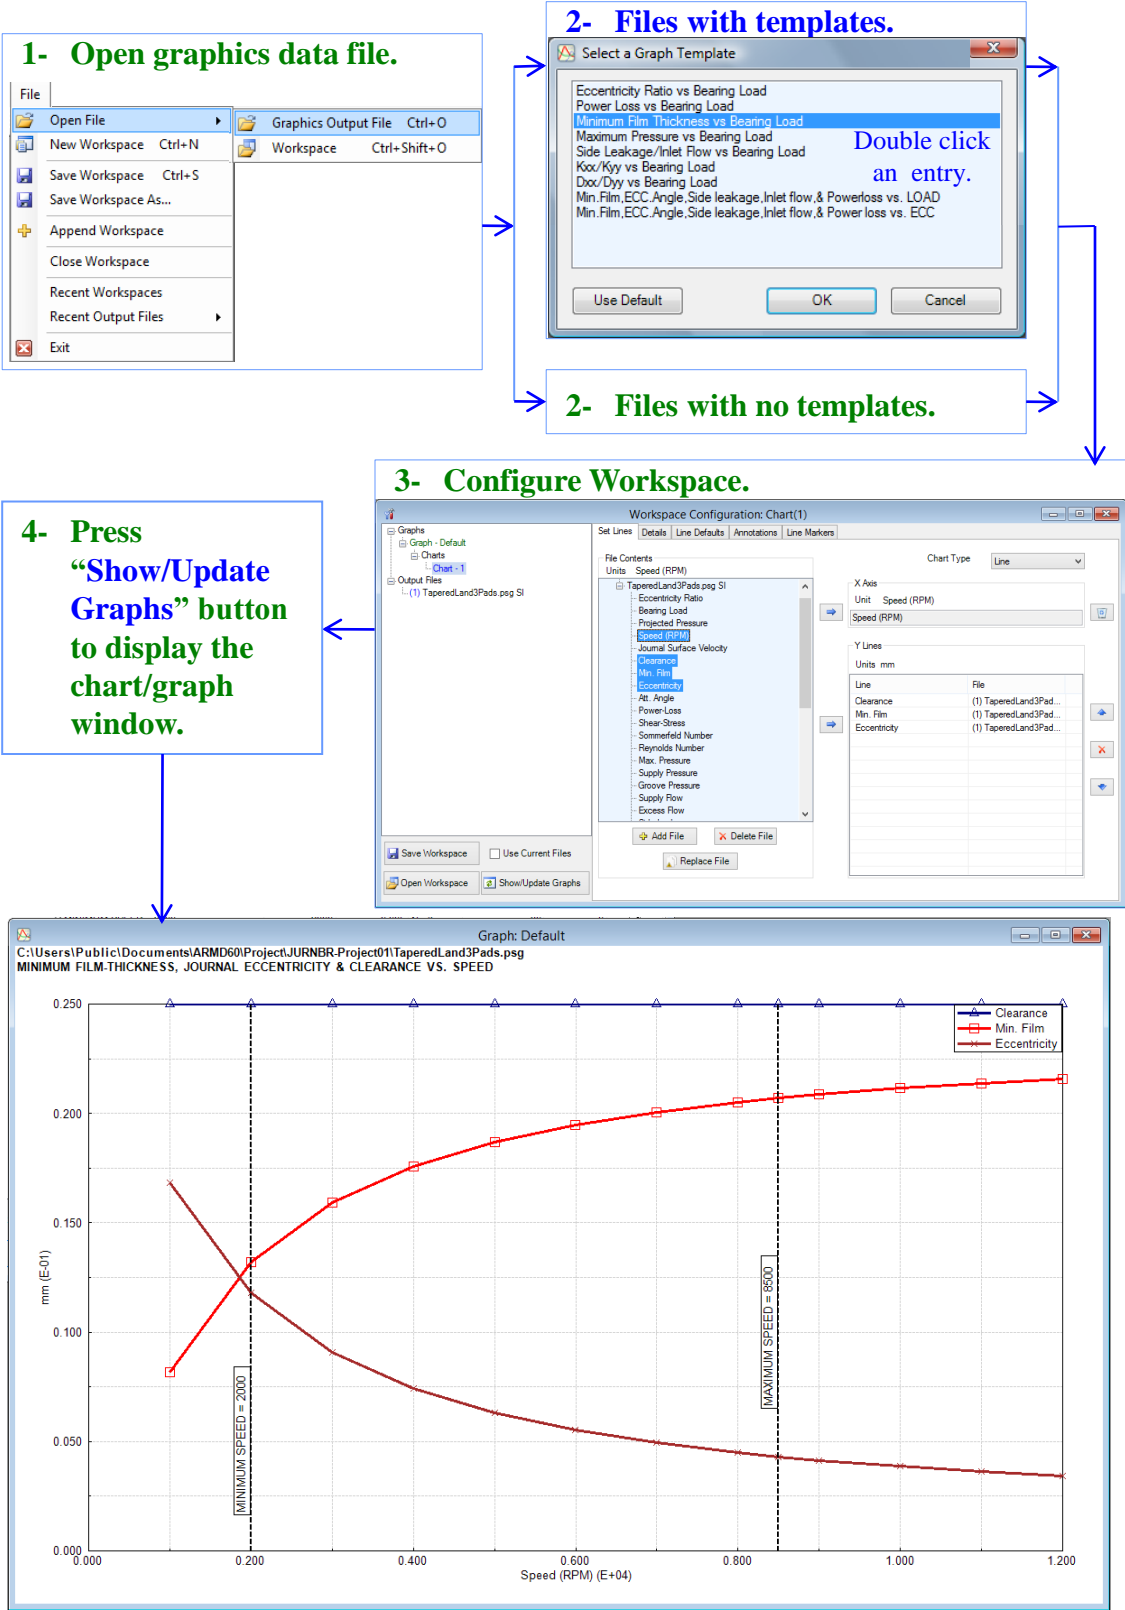 1- Open graphics data file.
File
Open File
New Workspace Ctrl+N
Save Workspace Ctrl+S
Save Workspace As...
Append Workspace
Close Workspace
Recent Workspaces
Recent Output Files
Exit
Graphics Output File Ctrl+O
Workspace Ctrl+Shift+O
2- Files with templates.
Select a Graph Template
Eccentricity Ratio vs Bearing Load
Power Loss vs Bearing Load
Minimum Film Thickness vs Bearing Load
Maximum Pressure vs Bearing Load
Side Leakage/Inlet Flow vs Bearing Load
Kxx/Kyy vs Bearing Load
Dxx/Dyy vs Bearing Load
Min.Film,ECC.Angle,Side leakage,Inlet flow,& Powerloss vs. LOAD
Min.Film,ECC.Angle,Side leakage,Inlet flow,& Power loss vs. ECC
Double click
an entry.
Use Default
OK
Cancel
2- Files with no templates.
3- Configure Workspace.
Workspace Configuration: Chart(1)
Graphs
Graph - Default
Charts
Chart - 1
Output Files
(1) TaperedLand3Pads.psg SI
Save Workspace
Use Current Files
Open Workspace
Show/Update Graphs
Set Lines Details Line Defaults Annotations Line Markers
File Contents
Units Speed (RPM)
TaperedLand3Pads.psg SI
Eccentricity Ratio
Bearing Load
Projected Pressure
Speed (RPM)
Journal Surface Velocity
Clearance
Min. Film
Eccentricity
Att. Angle
Power-Loss
Shear-Stress
Sommerfeld Number
Reynolds Number
Max. Pressure
Supply Pressure
Groove Pressure
Supply Flow
Excess Flow
Add File
Delete File
Replace File
Chart Type Line
X Axis
Unit Speed (RPM)
Speed (RPM)
Y Lines
Units mm
Line File
Clearance (1) TaperedLand3Pad...
Min. Film (1) TaperedLand3Pad...
Eccentricity (1) TaperedLand3Pad...
4- Press
“Show/Update
Graphs” button
to display the
chart/graph
window.
Graph: Default
C:\Users\Public\Documents\ARMD60\Project\JURNBR-Project01\TaperedLand3Pads.psg
MINIMUM FILM-THICKNESS, JOURNAL ECCENTRICITY & CLEARANCE VS. SPEED
Clearance
Min. Film
Eccentricity
0.250
0.200
0.150
0.100
0.050
0.000
mm (E-01)
MINIMUM SPEED = 2000
MAXIMUM SPEED = 8500
0.000 0.200 0.400 0.600 0.800 1.000 1.200
Speed (RPM) (E+04)